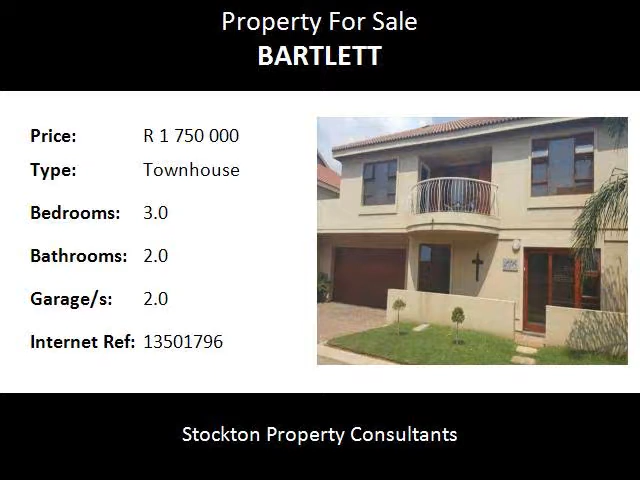 Property For Sale
BARTLETT
Price: R 1 750 000
Type: Townhouse
Bedrooms: 3.0
Bathrooms: 2.0
Garage/s: 2.0
Internet Ref: 13501796
Stockton Property Consultants